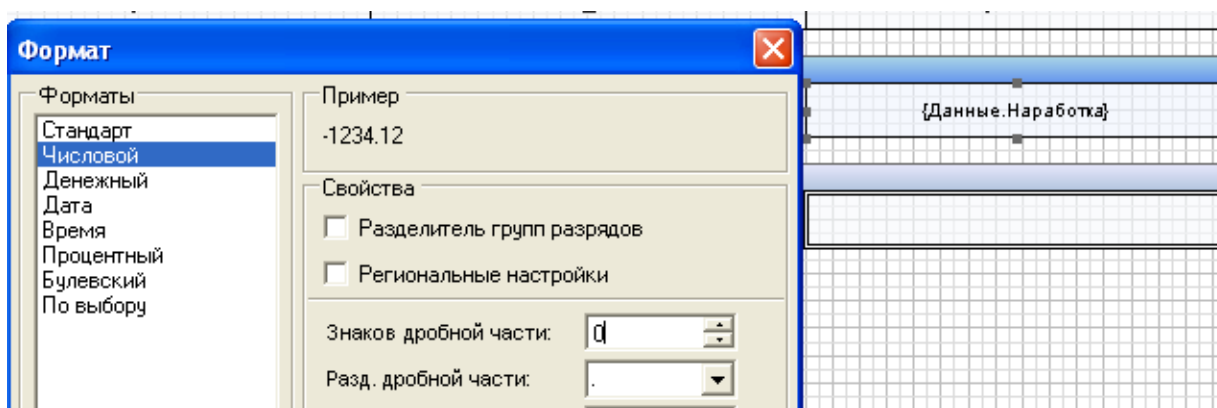 Формат
Форматы
Стандарт
Числовой
Денежный
Дата
Время
Процентный
Булевский
По выбору
Пример
-1234.12
Свойства
Разделитель групп разрядов
Региональные настройки
Знаков дробной части: 0
Разд. дробной части: .
{Данные.Наработка}